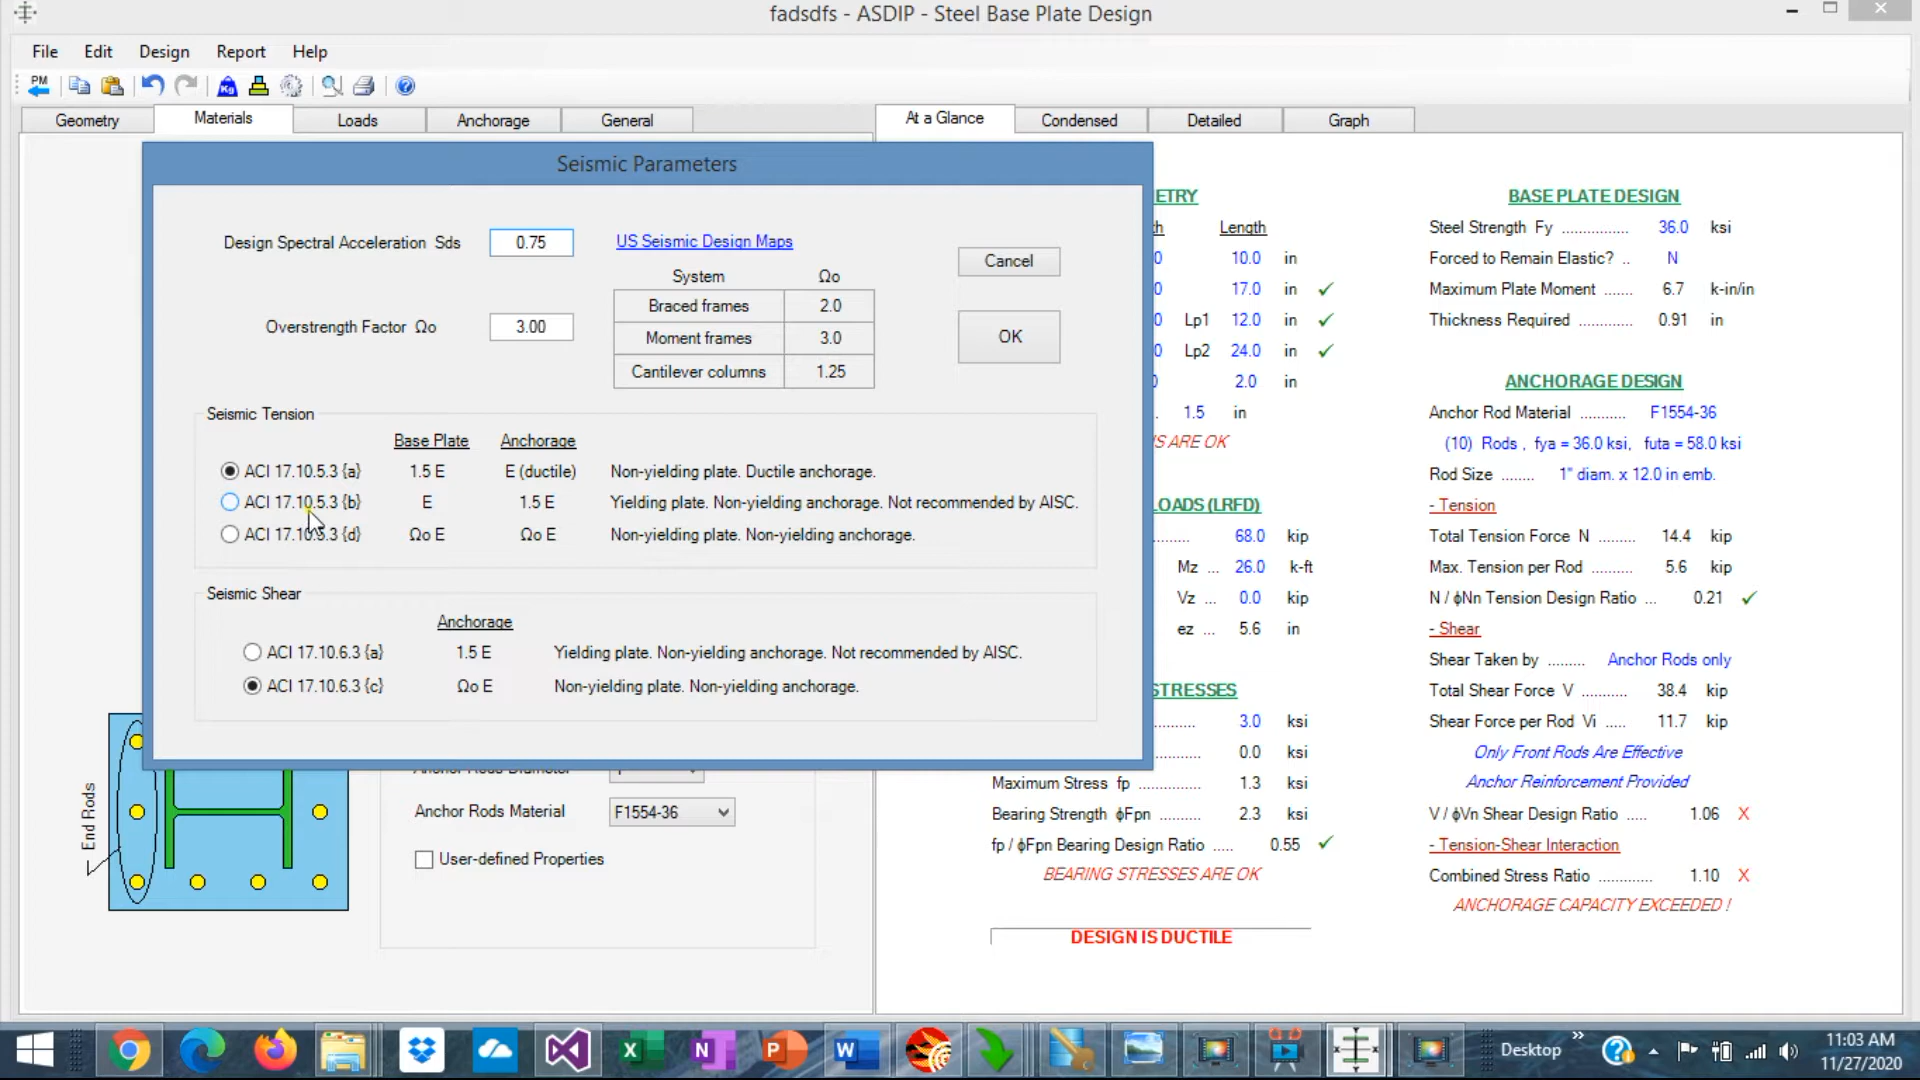 fadsdfs - ASDIP - Steel Base Plate Design
File Edit Design Report Help
PM Kg
Geometry Materials Loads Anchorage General
At a Glance Condensed Detailed Graph
Seismic Parameters
Design Spectral Acceleration Sds 0.75 US Seismic Design Maps
System Ωo
Braced frames 2.0
Overstrength Factor Ωo 3.00
Moment frames 3.0
Cantilever columns 1.25
Cancel
OK
Seismic Tension
Base Plate Anchorage
ACI 17.10.5.3 {a} 1.5 E E (ductile) Non-yielding plate. Ductile anchorage.
ACI 17.10.5.3 {b} E 1.5 E Yielding plate. Non-yielding anchorage. Not recommended by AISC.
ACI 17.10.5.3 {d} Ωo E Ωo E Non-yielding plate. Non-yielding anchorage.
Seismic Shear
Anchorage
ACI 17.10.6.3 {a} 1.5 E Yielding plate. Non-yielding anchorage. Not recommended by AISC.
ACI 17.10.6.3 {c} Ωo E Non-yielding plate. Non-yielding anchorage.
End Rods
Anchor Rods Material F1554-36
User-defined Properties
ETRY
th Length
0 10.0 in
0 17.0 in ✓
0 Lp1 12.0 in ✓
0 Lp2 24.0 in ✓
2.0 in
. 1.5 in
S ARE OK
LOADS (LRFD)
......... 68.0 kip
Mz ... 26.0 k-ft
Vz ... 0.0 kip
ez ... 5.6 in
STRESSES
......... 3.0 ksi
......... 0.0 ksi
Maximum Stress fp ............... 1.3 ksi
Bearing Strength ϕFpn .......... 2.3 ksi
fp / ϕFpn Bearing Design Ratio ..... 0.55 ✓
BEARING STRESSES ARE OK
DESIGN IS DUCTILE
BASE PLATE DESIGN
Steel Strength Fy ............... 36.0 ksi
Forced to Remain Elastic? .. N
Maximum Plate Moment ....... 6.7 k-in/in
Thickness Required ............ 0.91 in
ANCHORAGE DESIGN
Anchor Rod Material ........... F1554-36
(10) Rods , fya = 36.0 ksi, futa = 58.0 ksi
Rod Size ........ 1" diam. x 12.0 in emb.
- Tension
Total Tension Force N ......... 14.4 kip
Max. Tension per Rod .......... 5.6 kip
N / ϕNn Tension Design Ratio ... 0.21 ✓
- Shear
Shear Taken by ......... Anchor Rods only
Total Shear Force V ........... 38.4 kip
Shear Force per Rod Vi ..... 11.7 kip
Only Front Rods Are Effective
Anchor Reinforcement Provided
V / ϕVn Shear Design Ratio ..... 1.06 X
- Tension-Shear Interaction
Combined Stress Ratio ............ 1.10 X
ANCHORAGE CAPACITY EXCEEDED !
Desktop
11:03 AM
11/27/2020